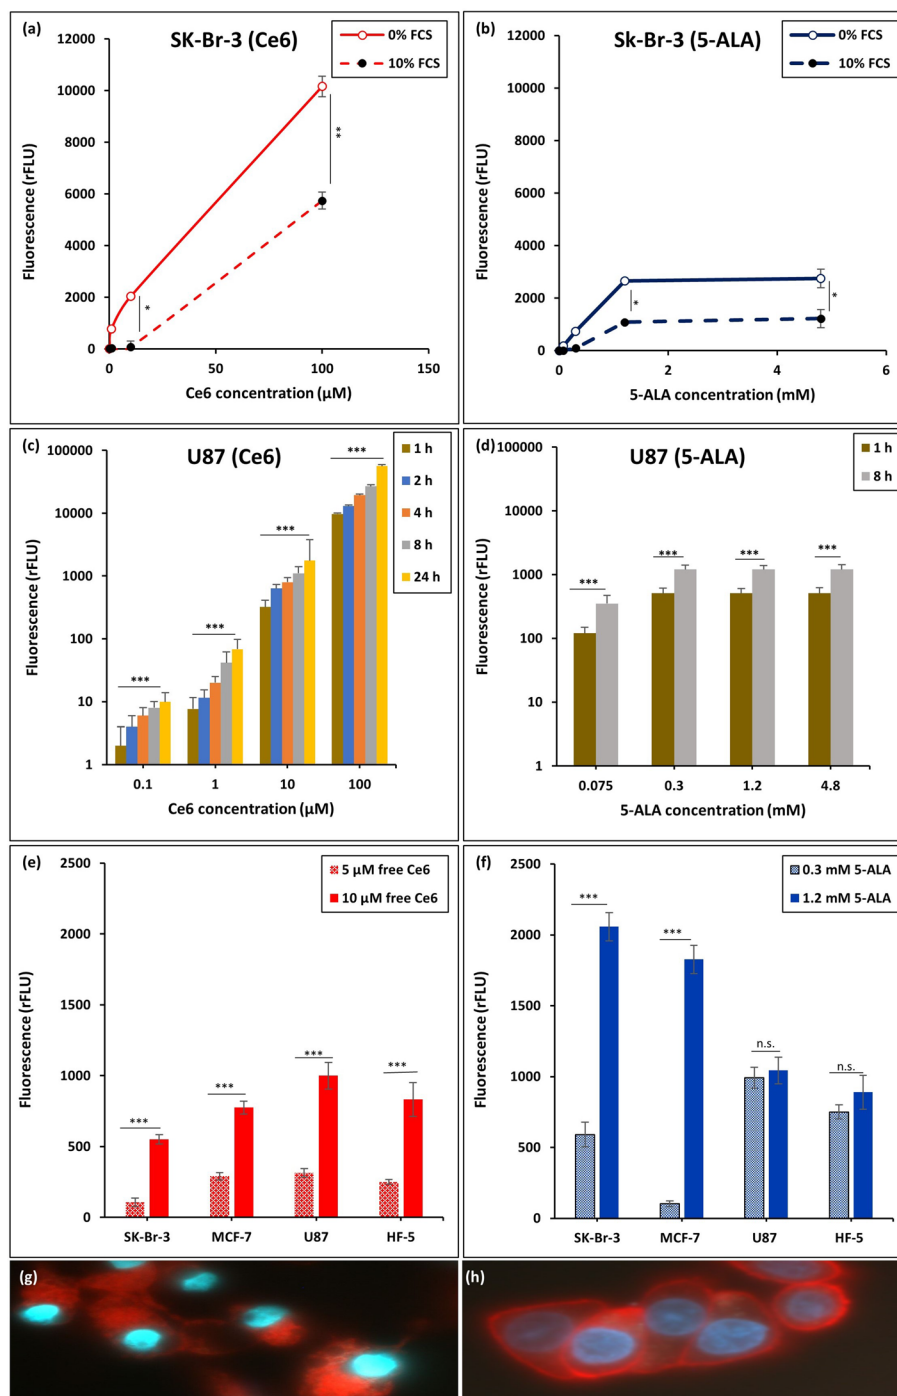 (a)
SK-Br-3 (Ce6)
0% FCS
10% FCS
12000
10000
8000
6000
4000
2000
0
Fluorescence (rFLU)
**
*
0 50 100 150
Ce6 concentration (µM)
(b)
Sk-Br-3 (5-ALA)
0% FCS
10% FCS
12000
10000
8000
6000
4000
2000
0
Fluorescence (rFLU)
*
*
0 2 4 6
5-ALA concentration (mM)
(c)
U87 (Ce6)
1 h
2 h
4 h
8 h
24 h
100000
10000
1000
100
10
1
Fluorescence (rFLU)
***
***
***
***
0.1 1 10 100
Ce6 concentration (µM)
(d)
U87 (5-ALA)
1 h
8 h
100000
10000
1000
100
10
1
Fluorescence (rFLU)
*** *** *** ***
0.075 0.3 1.2 4.8
5-ALA concentration (mM)
(e)
5 µM free Ce6
10 µM free Ce6
2500
2000
1500
1000
500
0
Fluorescence (rFLU)
*** *** *** ***
SK-Br-3 MCF-7 U87 HF-5
(f)
0.3 mM 5-ALA
1.2 mM 5-ALA
2500
2000
1500
1000
500
0
Fluorescence (rFLU)
*** *** n.s. n.s.
SK-Br-3 MCF-7 U87 HF-5
(g)
(h)